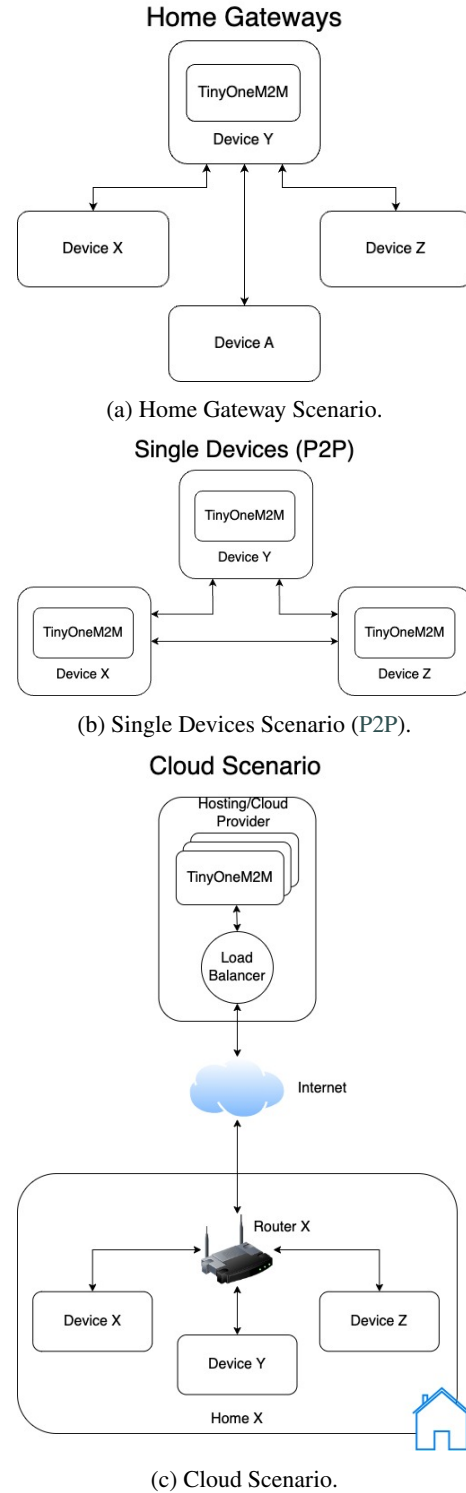 Home Gateways
TinyOneM2M
Device Y
Device X
Device Z
Device A
(a) Home Gateway Scenario.
Single Devices (P2P)
TinyOneM2M
Device Y
TinyOneM2M
TinyOneM2M
Device X
Device Z
(b) Single Devices Scenario (P2P).
Cloud Scenario
Hosting/Cloud
Provider
TinyOneM2M
Load
Balancer
Internet
Router X
Device X
Device Z
Device Y
Home X
(c) Cloud Scenario.